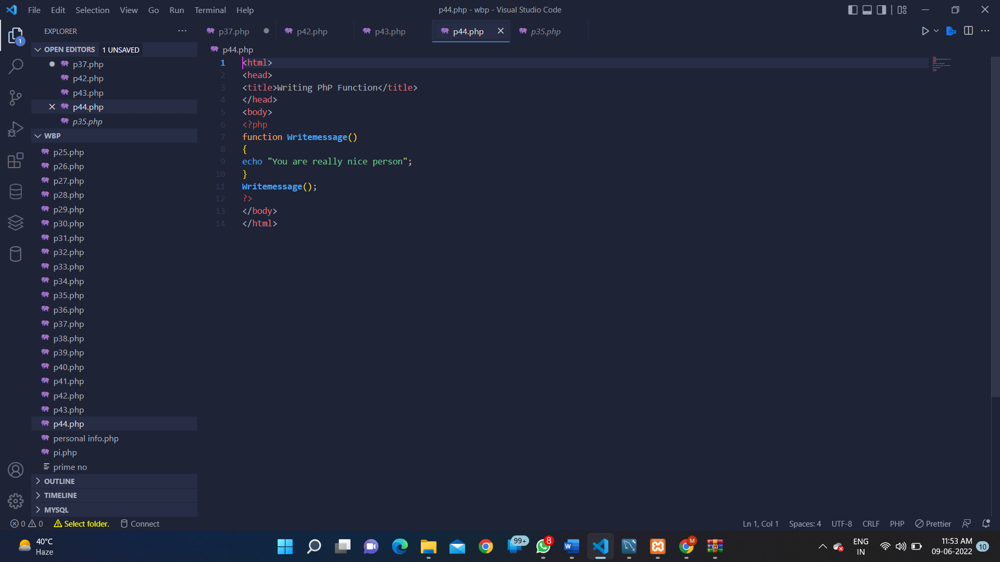 File Edit Selection View Go Run Terminal Help
p44.php - wbp - Visual Studio Code
EXPLORER
p37.php p42.php p43.php p44.php p35.php
OPEN EDITORS 1 UNSAVED
p37.php
p42.php
p43.php
p44.php
p35.php
WBP
p25.php
p26.php
p27.php
p28.php
p29.php
p30.php
p31.php
p32.php
p33.php
p34.php
p35.php
p36.php
p37.php
p38.php
p39.php
p40.php
p41.php
p42.php
p43.php
p44.php
personal info.php
pi.php
prime no
OUTLINE
TIMELINE
MYSQL
1
p44.php
1 <html>
2 <head>
3 <title>Writing PhP Function</title>
4 </head>
5 <body>
6 <?php
7 function Writemessage()
8 {
9 echo "You are really nice person";
10 }
11 Writemessage();
12 ?>
13 </body>
14 </html>
0 0 Select folder. Connect
Ln 1, Col 1 Spaces: 4 UTF-8 CRLF PHP Prettier
40°C
Haze
99+
8
W
M
ENG
IN
11:53 AM
09-06-2022
10